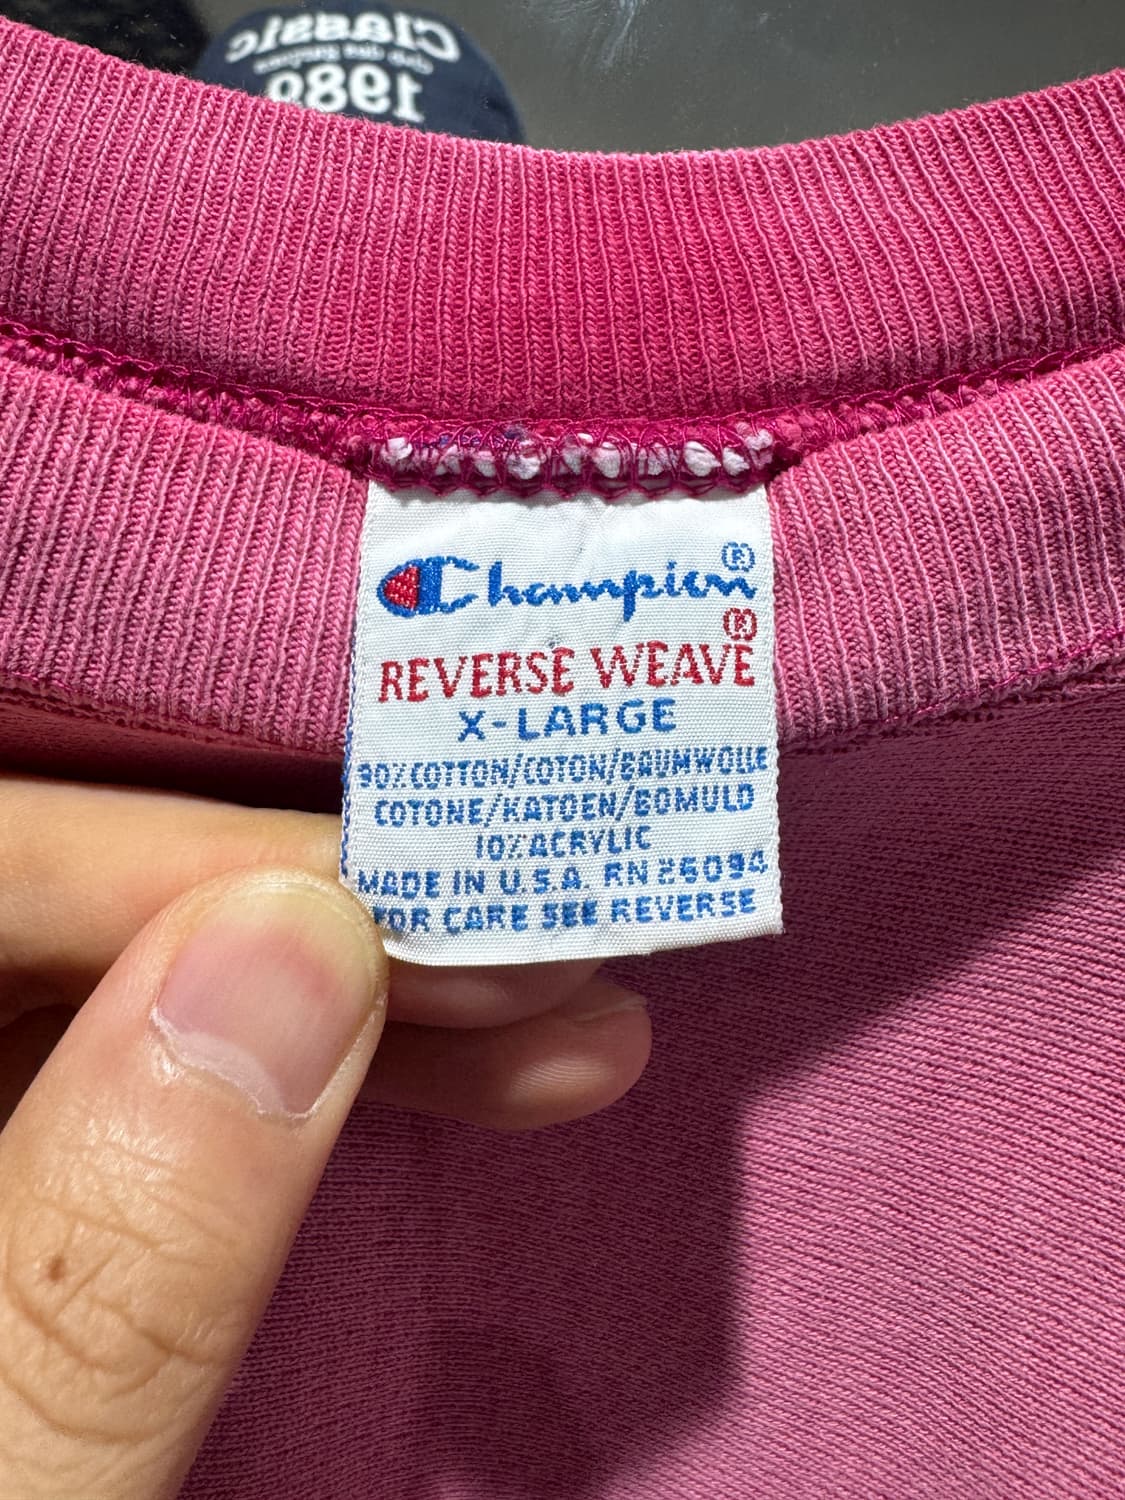 Classic
1989
Champion®
®
REVERSE WEAVE
X-LARGE
90% COTTON/COTON/BAUMWOLLE
COTONE/KATOEN/BOMULD
10% ACRYLIC
MADE IN U.S.A. RN 26094
FOR CARE SEE REVERSE